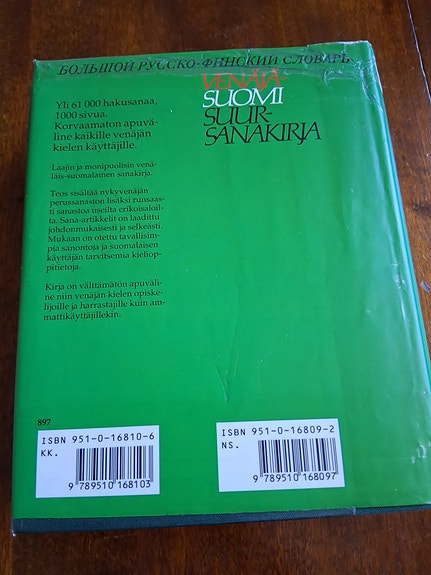 БОЛЬШОЙ РУССКО-ФИНСКИЙ СЛОВАРЬ
VENÄJÄ-
SUOMI
SUUR-
SANAKIRJA
Yli 61 000 hakusanaa,
1000 sivua.
Korvaamaton apuvä-
line kaikille venäjän
kielen käyttäjille.
Laajin ja monipuolisin venä-
läis-suomalainen sanakirja.
Teos sisältää nykyvenäjän
perussanaston lisäksi runsaas-
ti sanastoa useilta erikoisaloil-
ta. Sana-artikkelit on laadittu
johdonmukaisesti ja selkeästi.
Mukaan on otettu tavallisim-
pia sanontoja ja suomalaisen
käyttäjän tarvitsemia kieliop-
pitietoja.
Kirja on välttämätön apuväli-
ne niin venäjän kielen opiske-
lijoille ja harrastajille kuin am-
mattikäyttäjillekin.
897
ISBN 951-0-16810-6
KK.
9 789510 168103
ISBN 951-0-16809-2
NS.
9 789510 168097